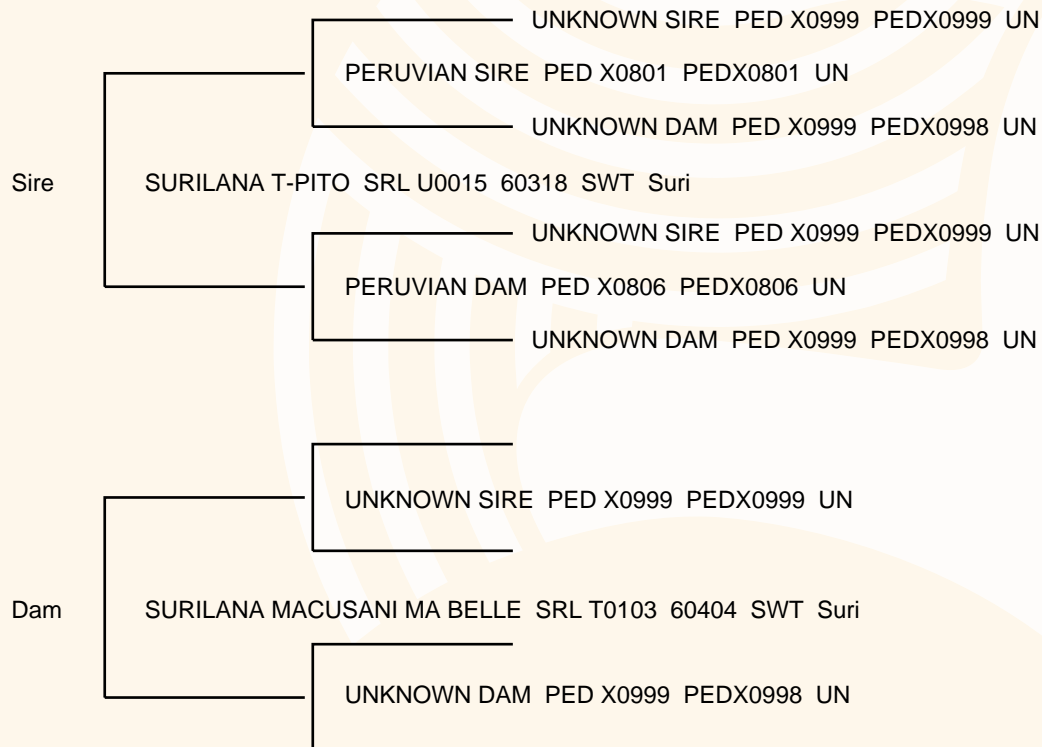 UNKNOWN SIRE PED X0999 PEDX0999 UN
PERUVIAN SIRE PED X0801 PEDX0801 UN
UNKNOWN DAM PED X0999 PEDX0998 UN
Sire SURILANA T-PITO SRL U0015 60318 SWT Suri
UNKNOWN SIRE PED X0999 PEDX0999 UN
PERUVIAN DAM PED X0806 PEDX0806 UN
UNKNOWN DAM PED X0999 PEDX0998 UN
UNKNOWN SIRE PED X0999 PEDX0999 UN
Dam SURILANA MACUSANI MA BELLE SRL T0103 60404 SWT Suri
UNKNOWN DAM PED X0999 PEDX0998 UN